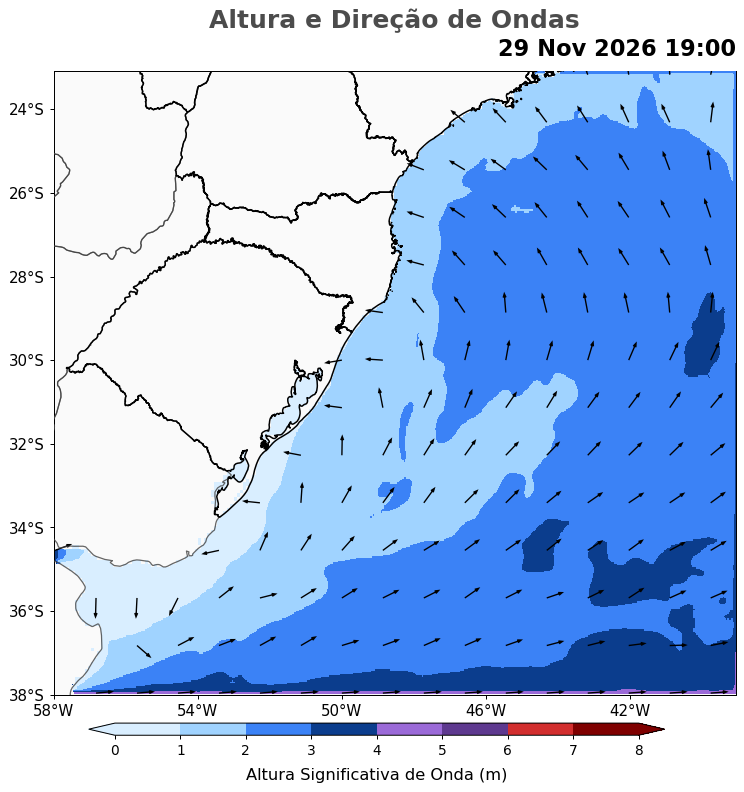 Altura e Direção de Ondas
29 Nov 2026 19:00
24°S
26°S
28°S
30°S
32°S
34°S
36°S
38°S
58°W 54°W 50°W 46°W 42°W
0 1 2 3 4 5 6 7 8
Altura Significativa de Onda (m)